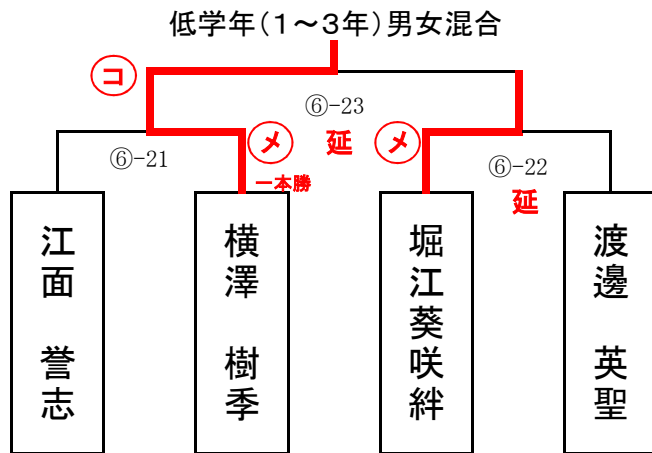 低学年（1～3年）男女混合
コ
⑥-23
メ
延
メ
⑥-21
⑥-22
一本勝
延
江面 誉志
横澤 樹季
堀江葵咲絆
渡邊 英聖